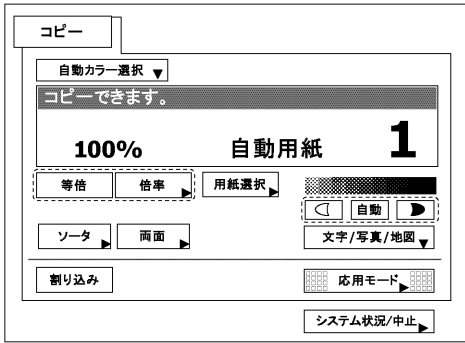 コピー
自動カラー選択
コピーできます。
100% 自動用紙 1
等倍 倍率 用紙選択
自動
ソータ 両面 文字/写真/地図
割り込み 応用モード
システム状況/中止